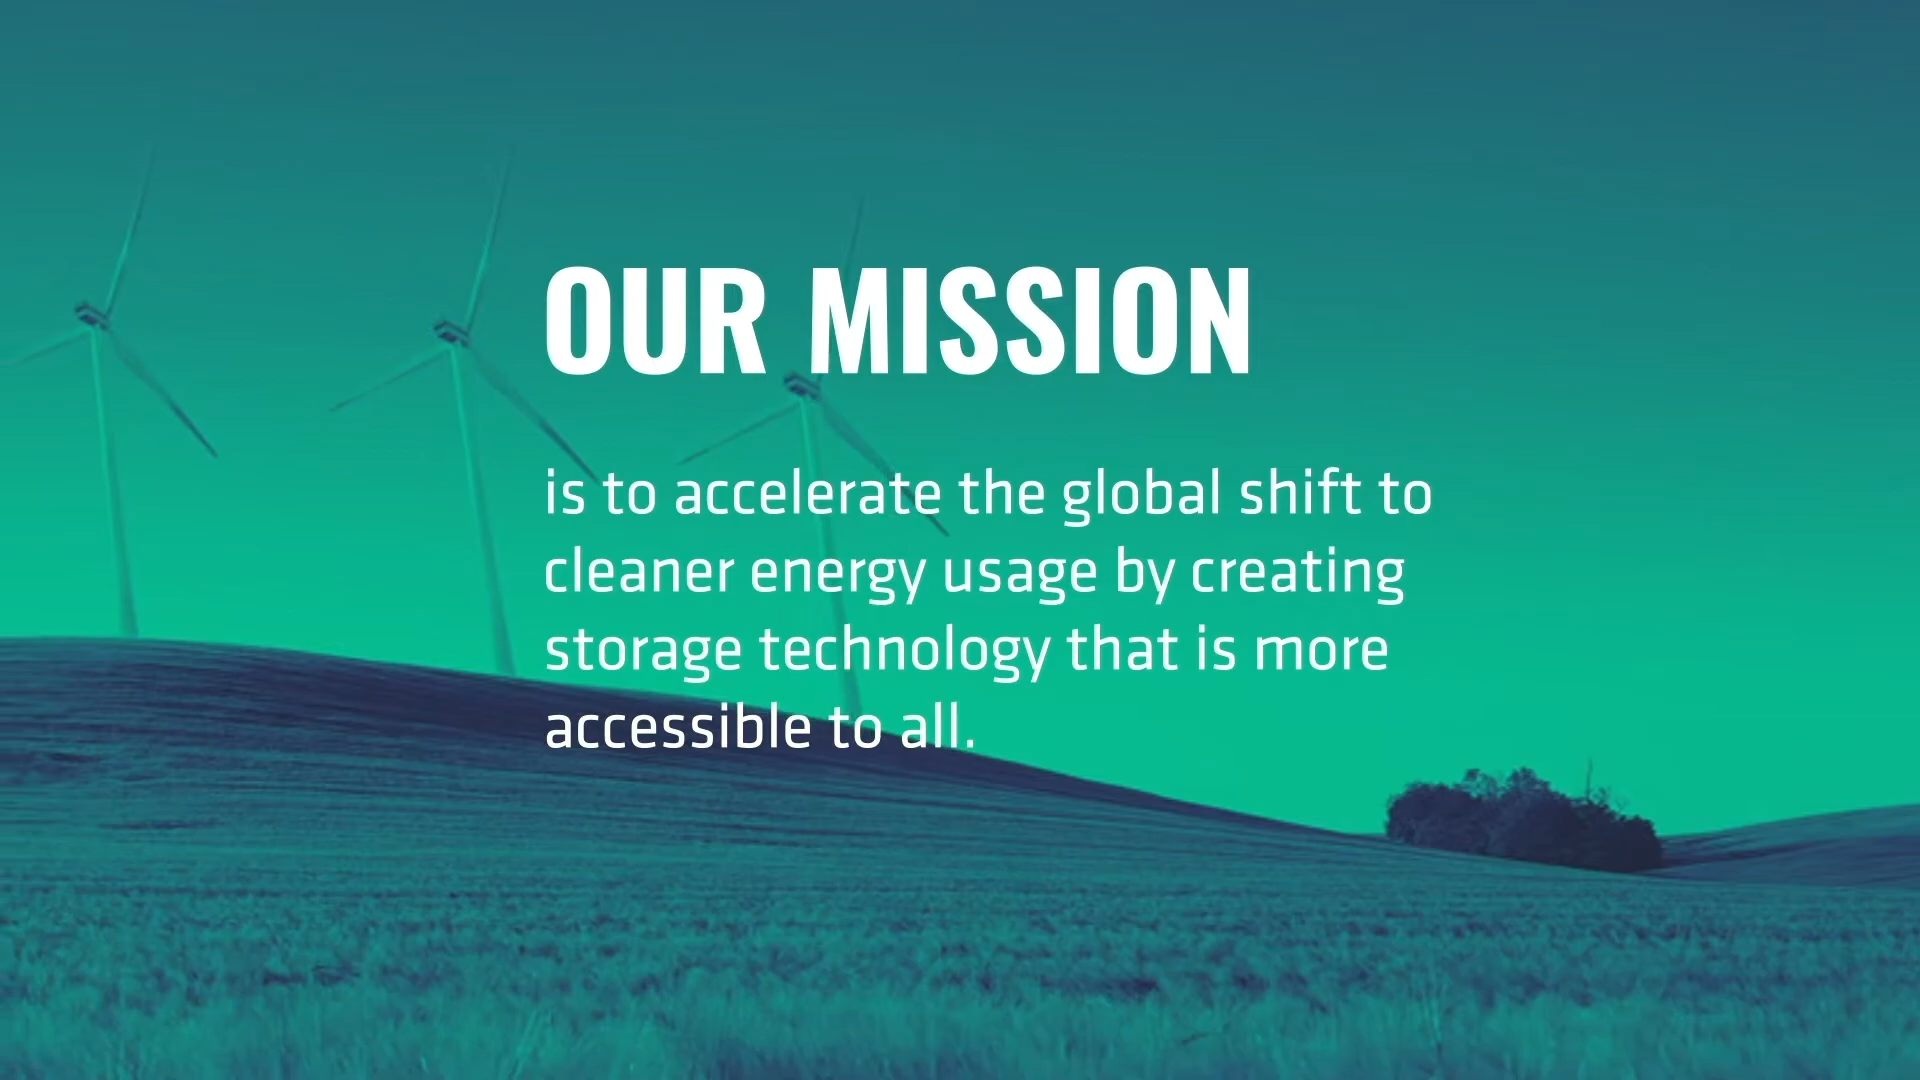 OUR MISSION
is to accelerate the global shift to
cleaner energy usage by creating
storage technology that is more
accessible to all.